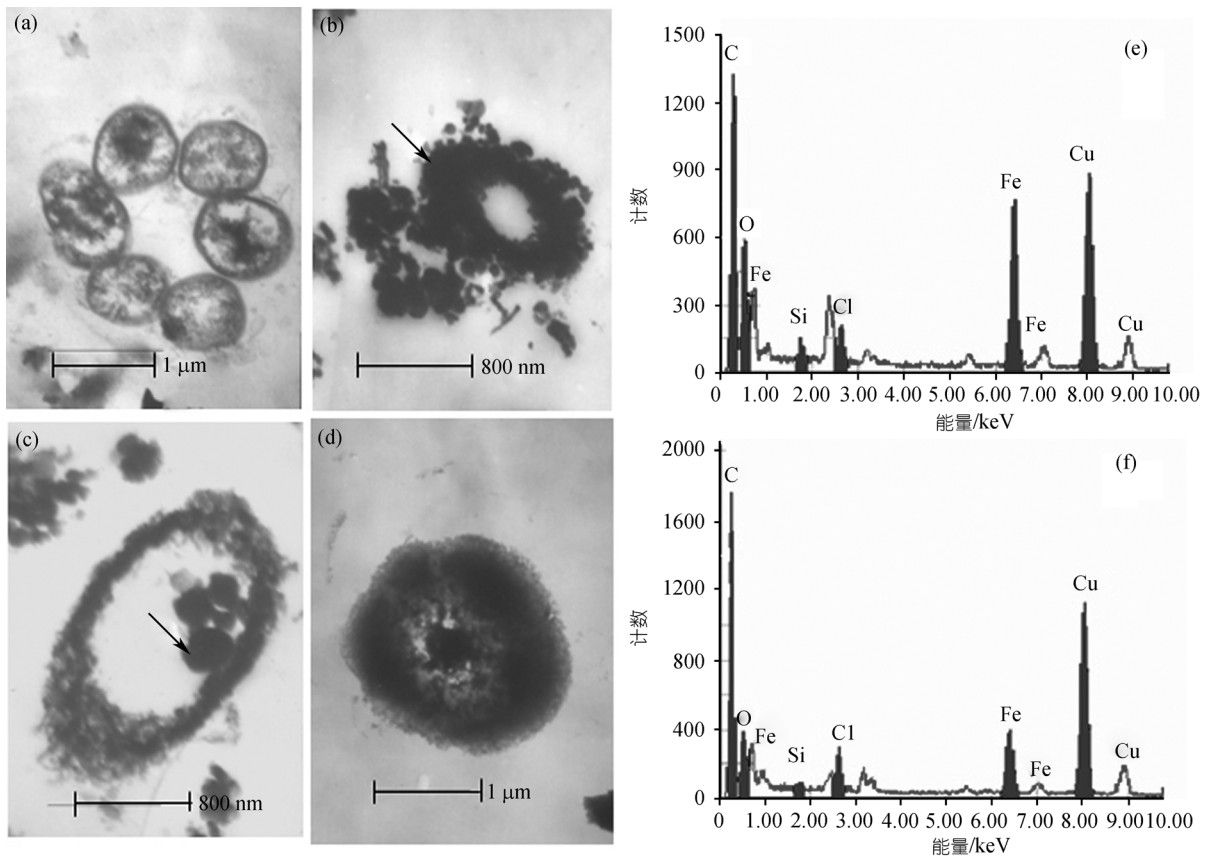 (a)
1 μm
(b)
800 nm
(c)
800 nm
(d)
1 μm
(e)
1500
1200
900
600
300
0
计数
C
O
Fe
Si
Cl
Fe
Fe
Cu
Cu
0 1.00 2.00 3.00 4.00 5.00 6.00 7.00 8.00 9.00 10.00
能量/keV
(f)
2000
1600
1200
800
400
0
计数
C
O
Fe
Si
C1
Fe
Fe
Cu
Cu
0 1.00 2.00 3.00 4.00 5.00 6.00 7.00 8.00 9.00 10.00
能量/keV